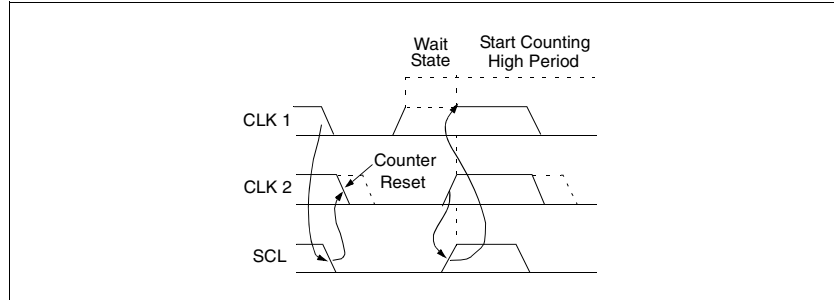 Wait
State
Start Counting
High Period
CLK 1
Counter
Reset
CLK 2
SCL